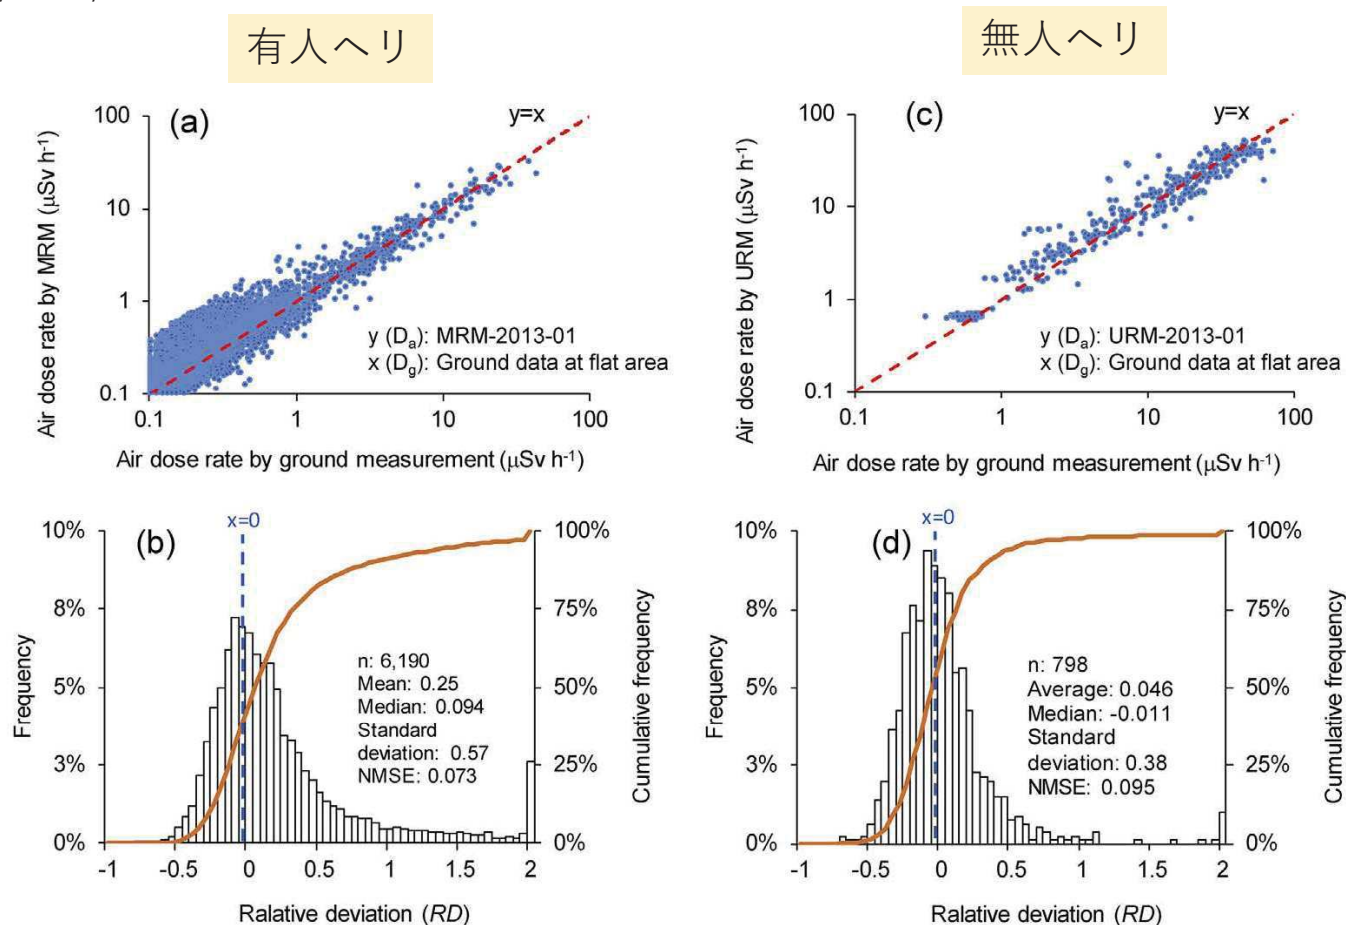 有人ヘリ
無人ヘリ
(a)
y=x
100
10
1
0.1
Air dose rate by MRM (μSv h-1)
y (Da): MRM-2013-01
x (Dg): Ground data at flat area
0.1
1
10
100
Air dose rate by ground measurement (μSv h-1)
(c)
y=x
100
10
1
0.1
Air dose rate by URM (μSv h-1)
y (Da): URM-2013-01
x (Dg): Ground data at flat area
0.1
1
10
100
Air dose rate by ground measurement (μSv h-1)
(b)
x=0
10%
8%
5%
3%
0%
Frequency
100%
75%
50%
25%
0%
Cumulative frequency
n: 6,190
Mean: 0.25
Median: 0.094
Standard
deviation: 0.57
NMSE: 0.073
-1
-0.5
0
0.5
1
1.5
2
Ralative deviation (RD)
(d)
x=0
10%
8%
5%
3%
0%
Frequency
100%
75%
50%
25%
0%
Cumulative frequency
n: 798
Average: 0.046
Median: -0.011
Standard
deviation: 0.38
NMSE: 0.095
-1
-0.5
0
0.5
1
1.5
2
Ralative deviation (RD)